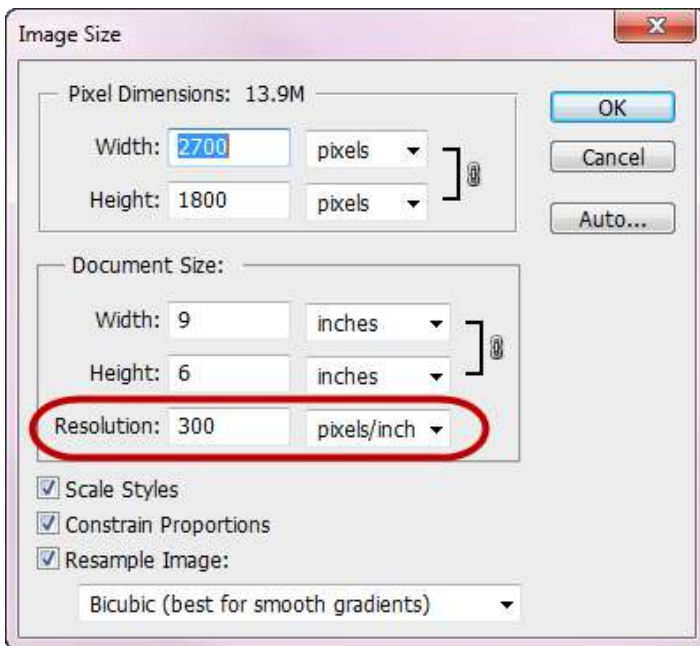 Image Size
Pixel Dimensions: 13.9M
Width: 2700 pixels
Height: 1800 pixels
OK
Cancel
Auto...
Document Size:
Width: 9 inches
Height: 6 inches
Resolution: 300 pixels/inch
Scale Styles
Constrain Proportions
Resample Image:
Bicubic (best for smooth gradients)